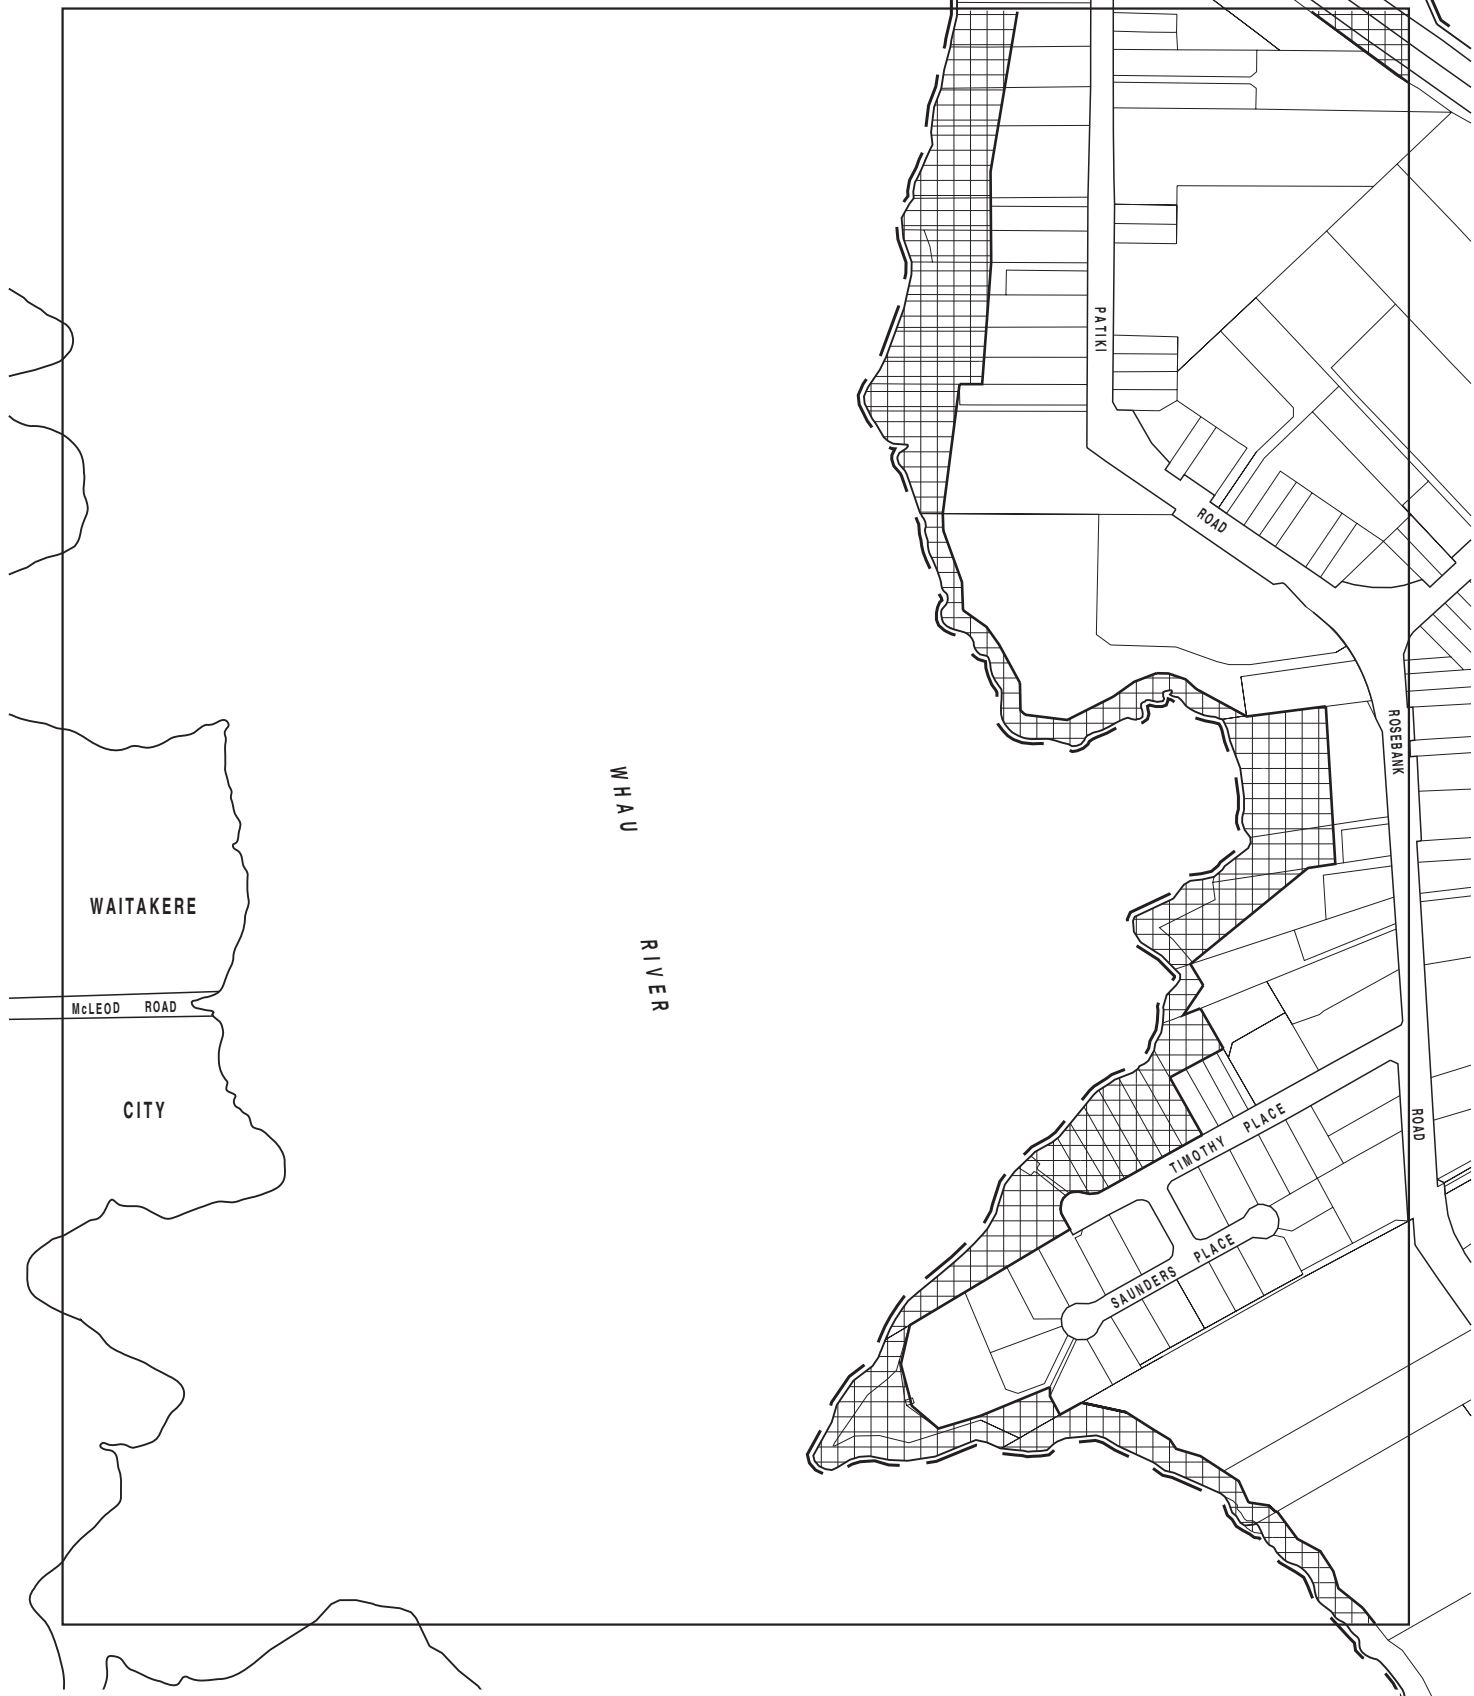 PATIKI
ROAD
ROSEBANK
WHAU
RIVER
WAITAKERE
McLEOD ROAD
CITY
TIMOTHY PLACE
ROAD
SAUNDERS PLACE